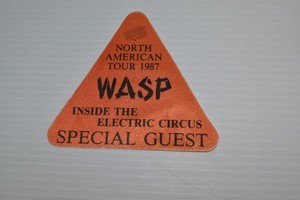 NORTH
AMERICAN
TOUR 1987
WASP
INSIDE THE
ELECTRIC CIRCUS
SPECIAL GUEST